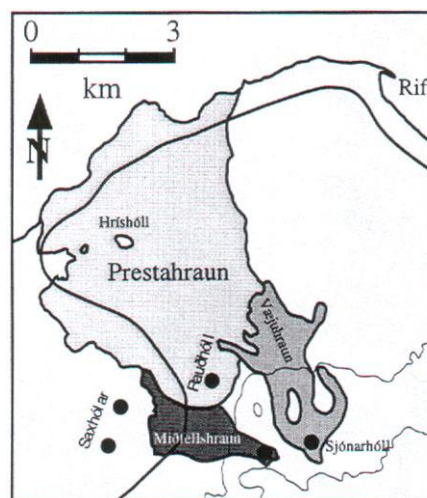 0 3
km
N
Rif
Hríshóll
Prestahraun
Væjuhraun
Rauðhóll
Saxhólar
Miðfellshraun
Sjónarhóll